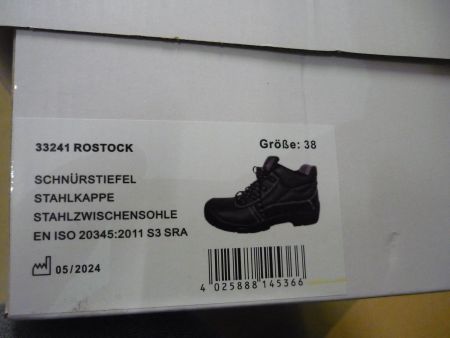 33241 ROSTOCK
Größe: 38
SCHNÜRSTIEFEL
STAHLKAPPE
STAHLZWISCHENSOHLE
EN ISO 20345:2011 S3 SRA
05/2024
4 025888 145366